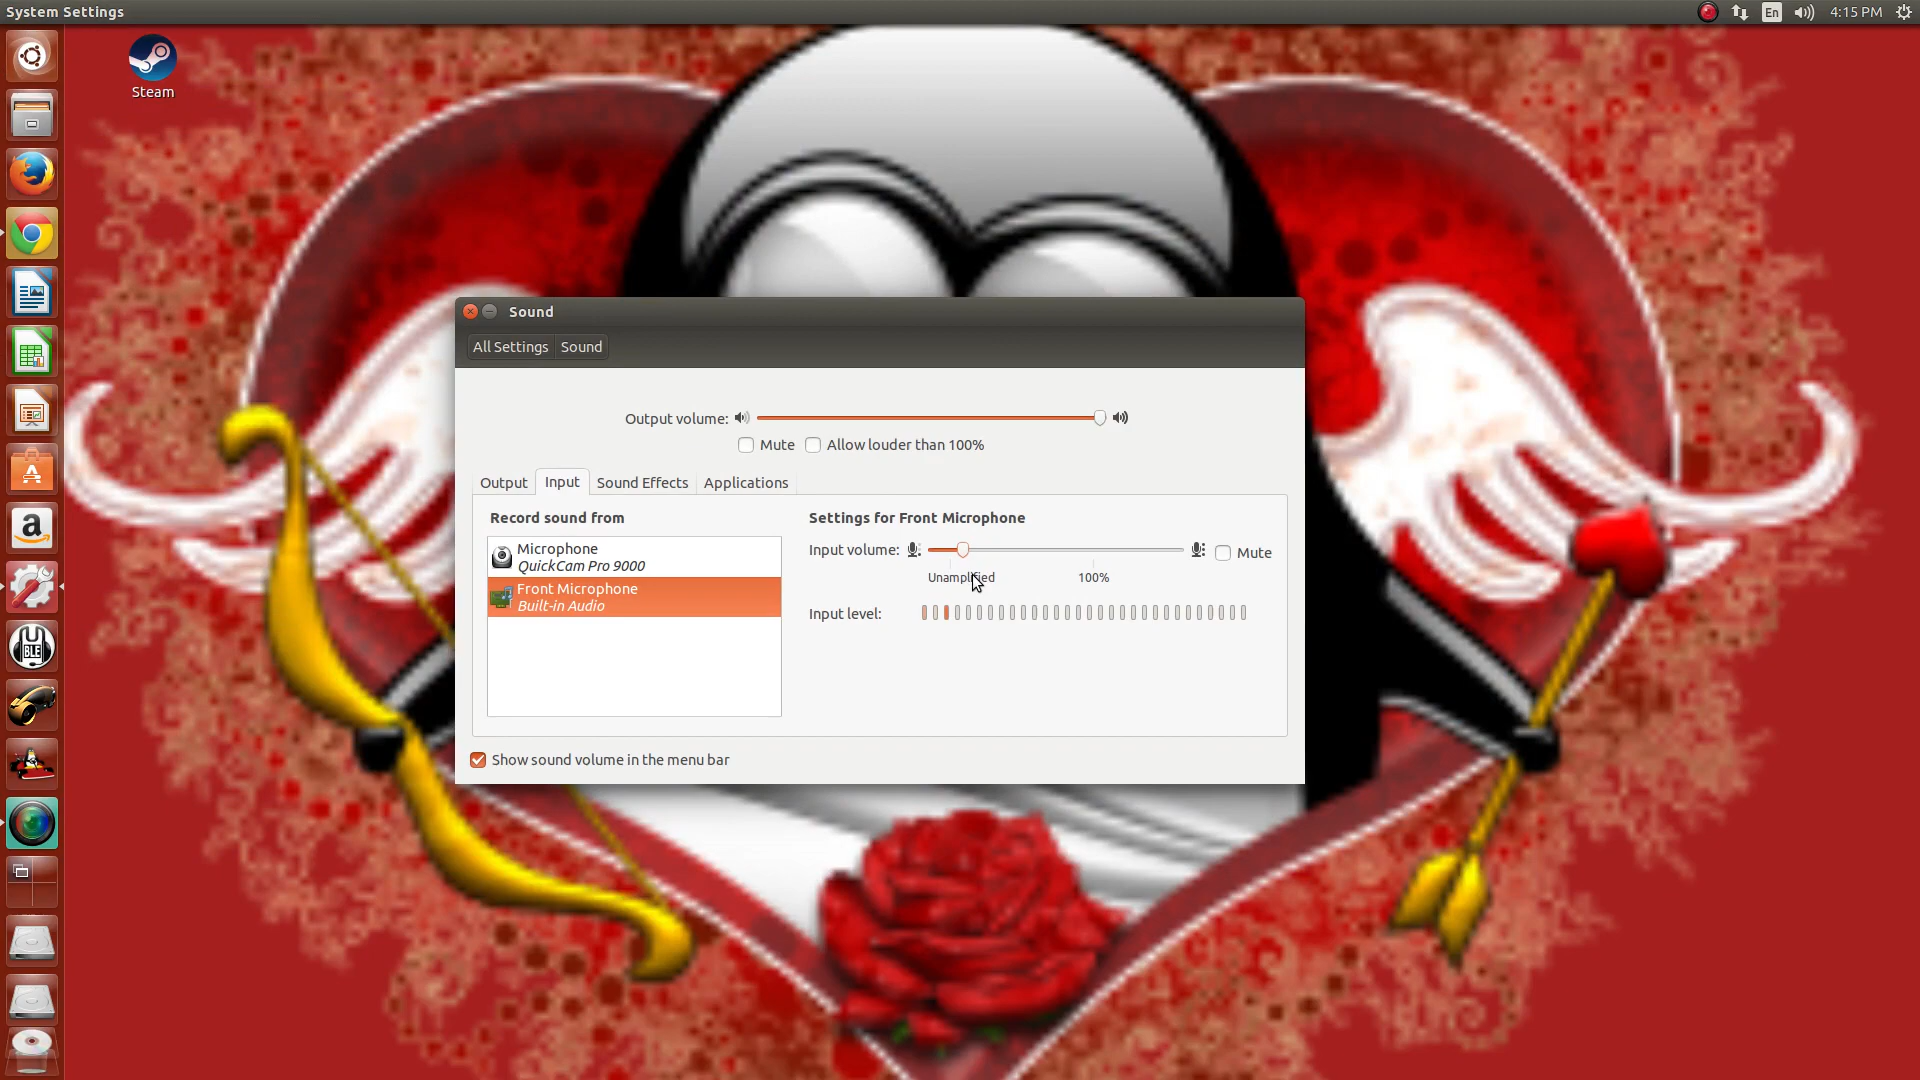 System Settings
En
4:15 PM
Steam
Sound
All Settings
Sound
Output volume:
Mute
Allow louder than 100%
Output
Input
Sound Effects
Applications
Record sound from
Settings for Front Microphone
Microphone
QuickCam Pro 9000
Front Microphone
Built-in Audio
Input volume:
Mute
Unamplified
100%
Input level:
Show sound volume in the menu bar
A
a
BLE